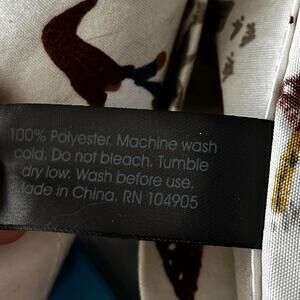 100% Polyester. Machine wash
cold. Do not bleach. Tumble
dry low. Wash before use.
Made in China. RN 104905